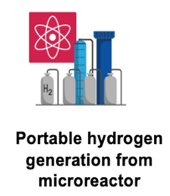 H₂
Portable hydrogen
generation from
microreactor